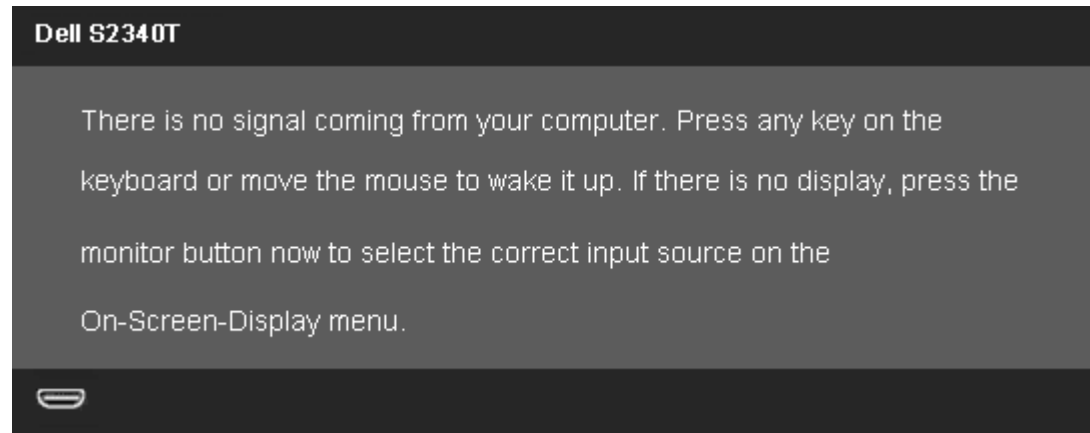 Dell S2340T
There is no signal coming from your computer. Press any key on the
keyboard or move the mouse to wake it up. If there is no display, press the
monitor button now to select the correct input source on the
On-Screen-Display menu.